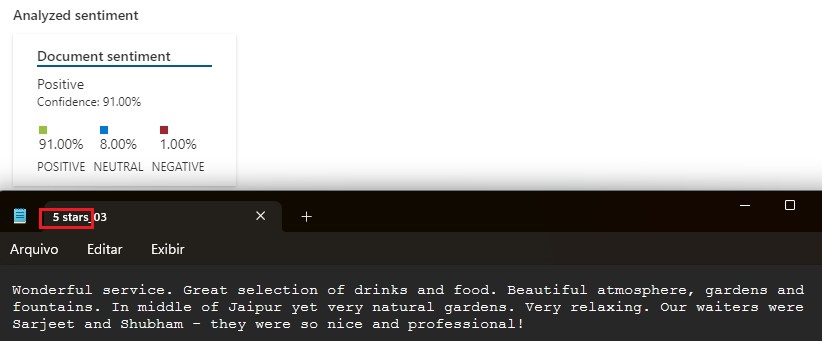 Analyzed sentiment
Document sentiment
Positive
Confidence: 91.00%
91.00% 8.00% 1.00%
POSITIVE NEUTRAL NEGATIVE
5 stars_03
Arquivo Editar Exibir
Wonderful service. Great selection of drinks and food. Beautiful atmosphere, gardens and
fountains. In middle of Jaipur yet very natural gardens. Very relaxing. Our waiters were
Sarjeet and Shubham - they were so nice and professional!